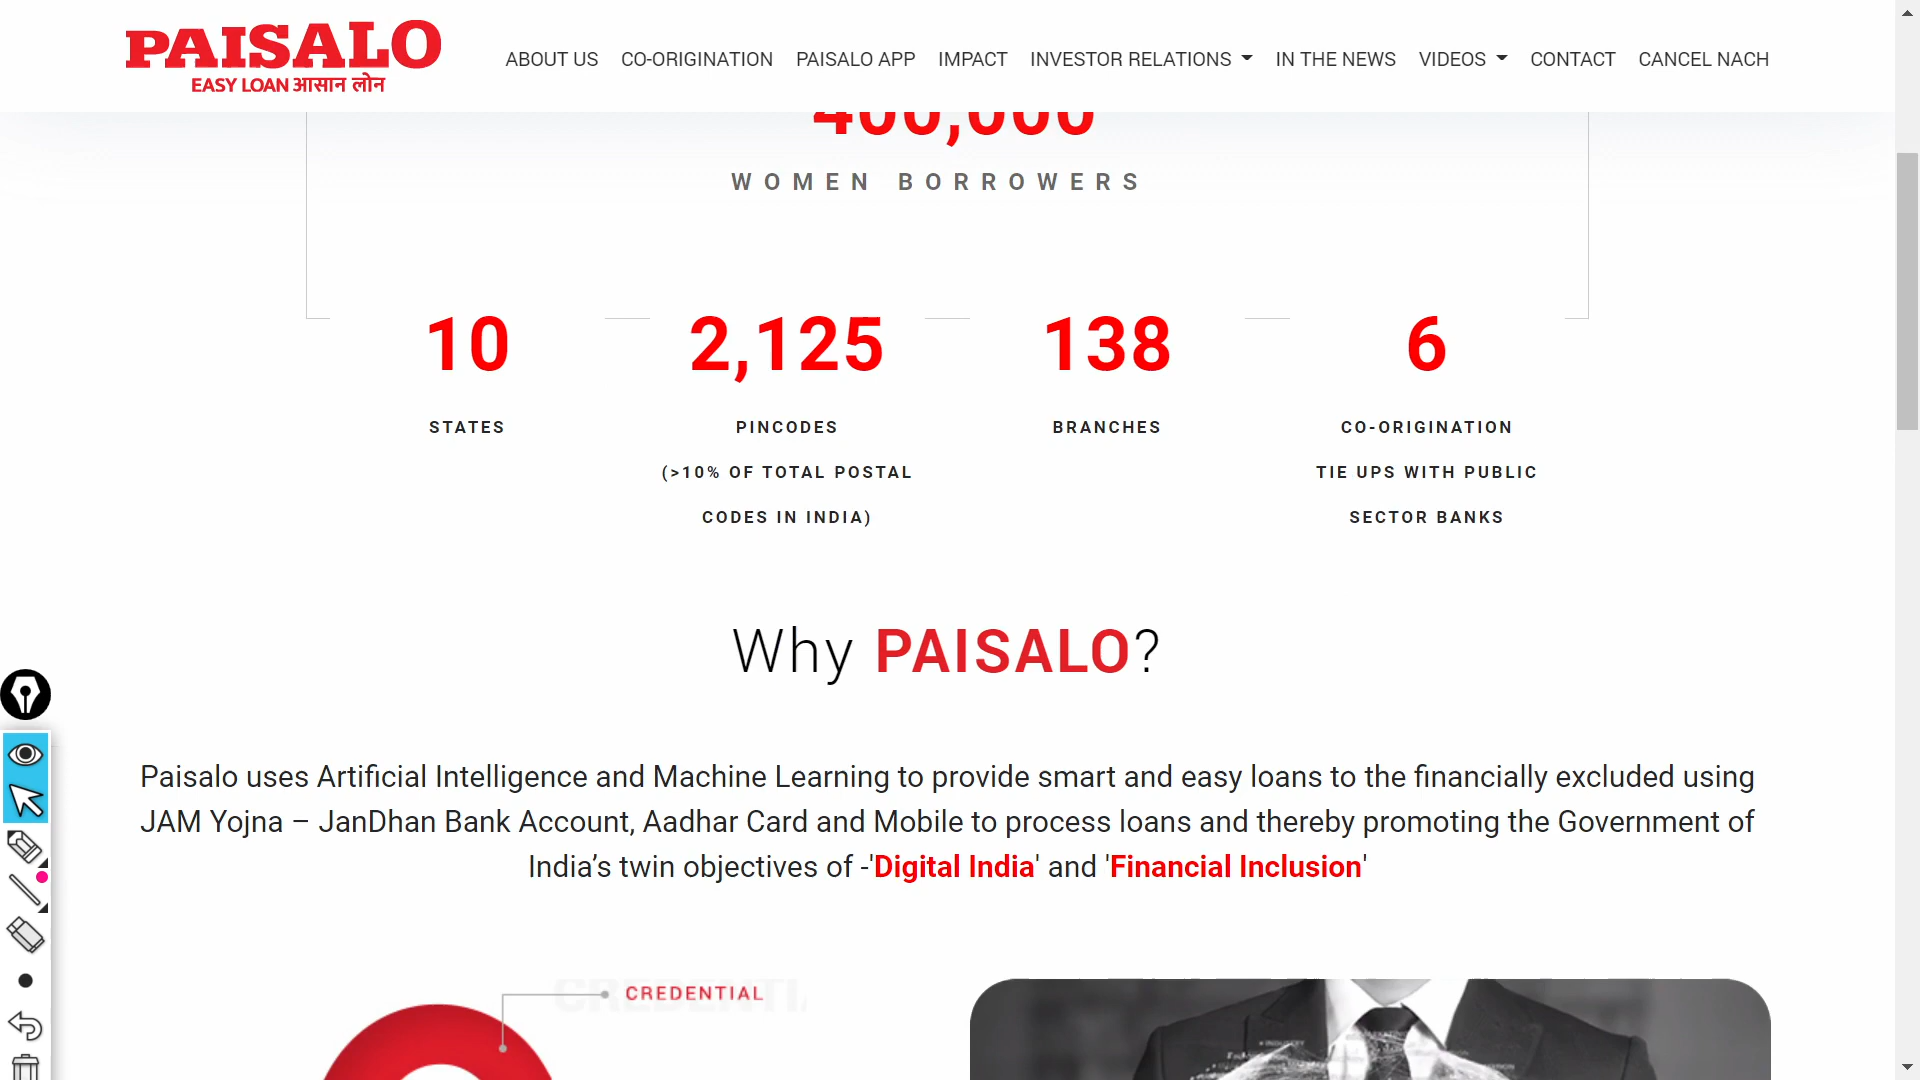 PAISALO
EASY LOAN आसान लोन
ABOUT US CO-ORIGINATION PAISALO APP IMPACT INVESTOR RELATIONS IN THE NEWS VIDEOS CONTACT CANCEL NACH
400,000
WOMEN BORROWERS
10 2,125 138 6
STATES PINCODES BRANCHES CO-ORIGINATION
(>10% OF TOTAL POSTAL TIE UPS WITH PUBLIC
CODES IN INDIA) SECTOR BANKS
Why PAISALO?
Paisalo uses Artificial Intelligence and Machine Learning to provide smart and easy loans to the financially excluded using
JAM Yojna – JanDhan Bank Account, Aadhar Card and Mobile to process loans and thereby promoting the Government of
India’s twin objectives of -'Digital India' and 'Financial Inclusion'
CREDENTIAL